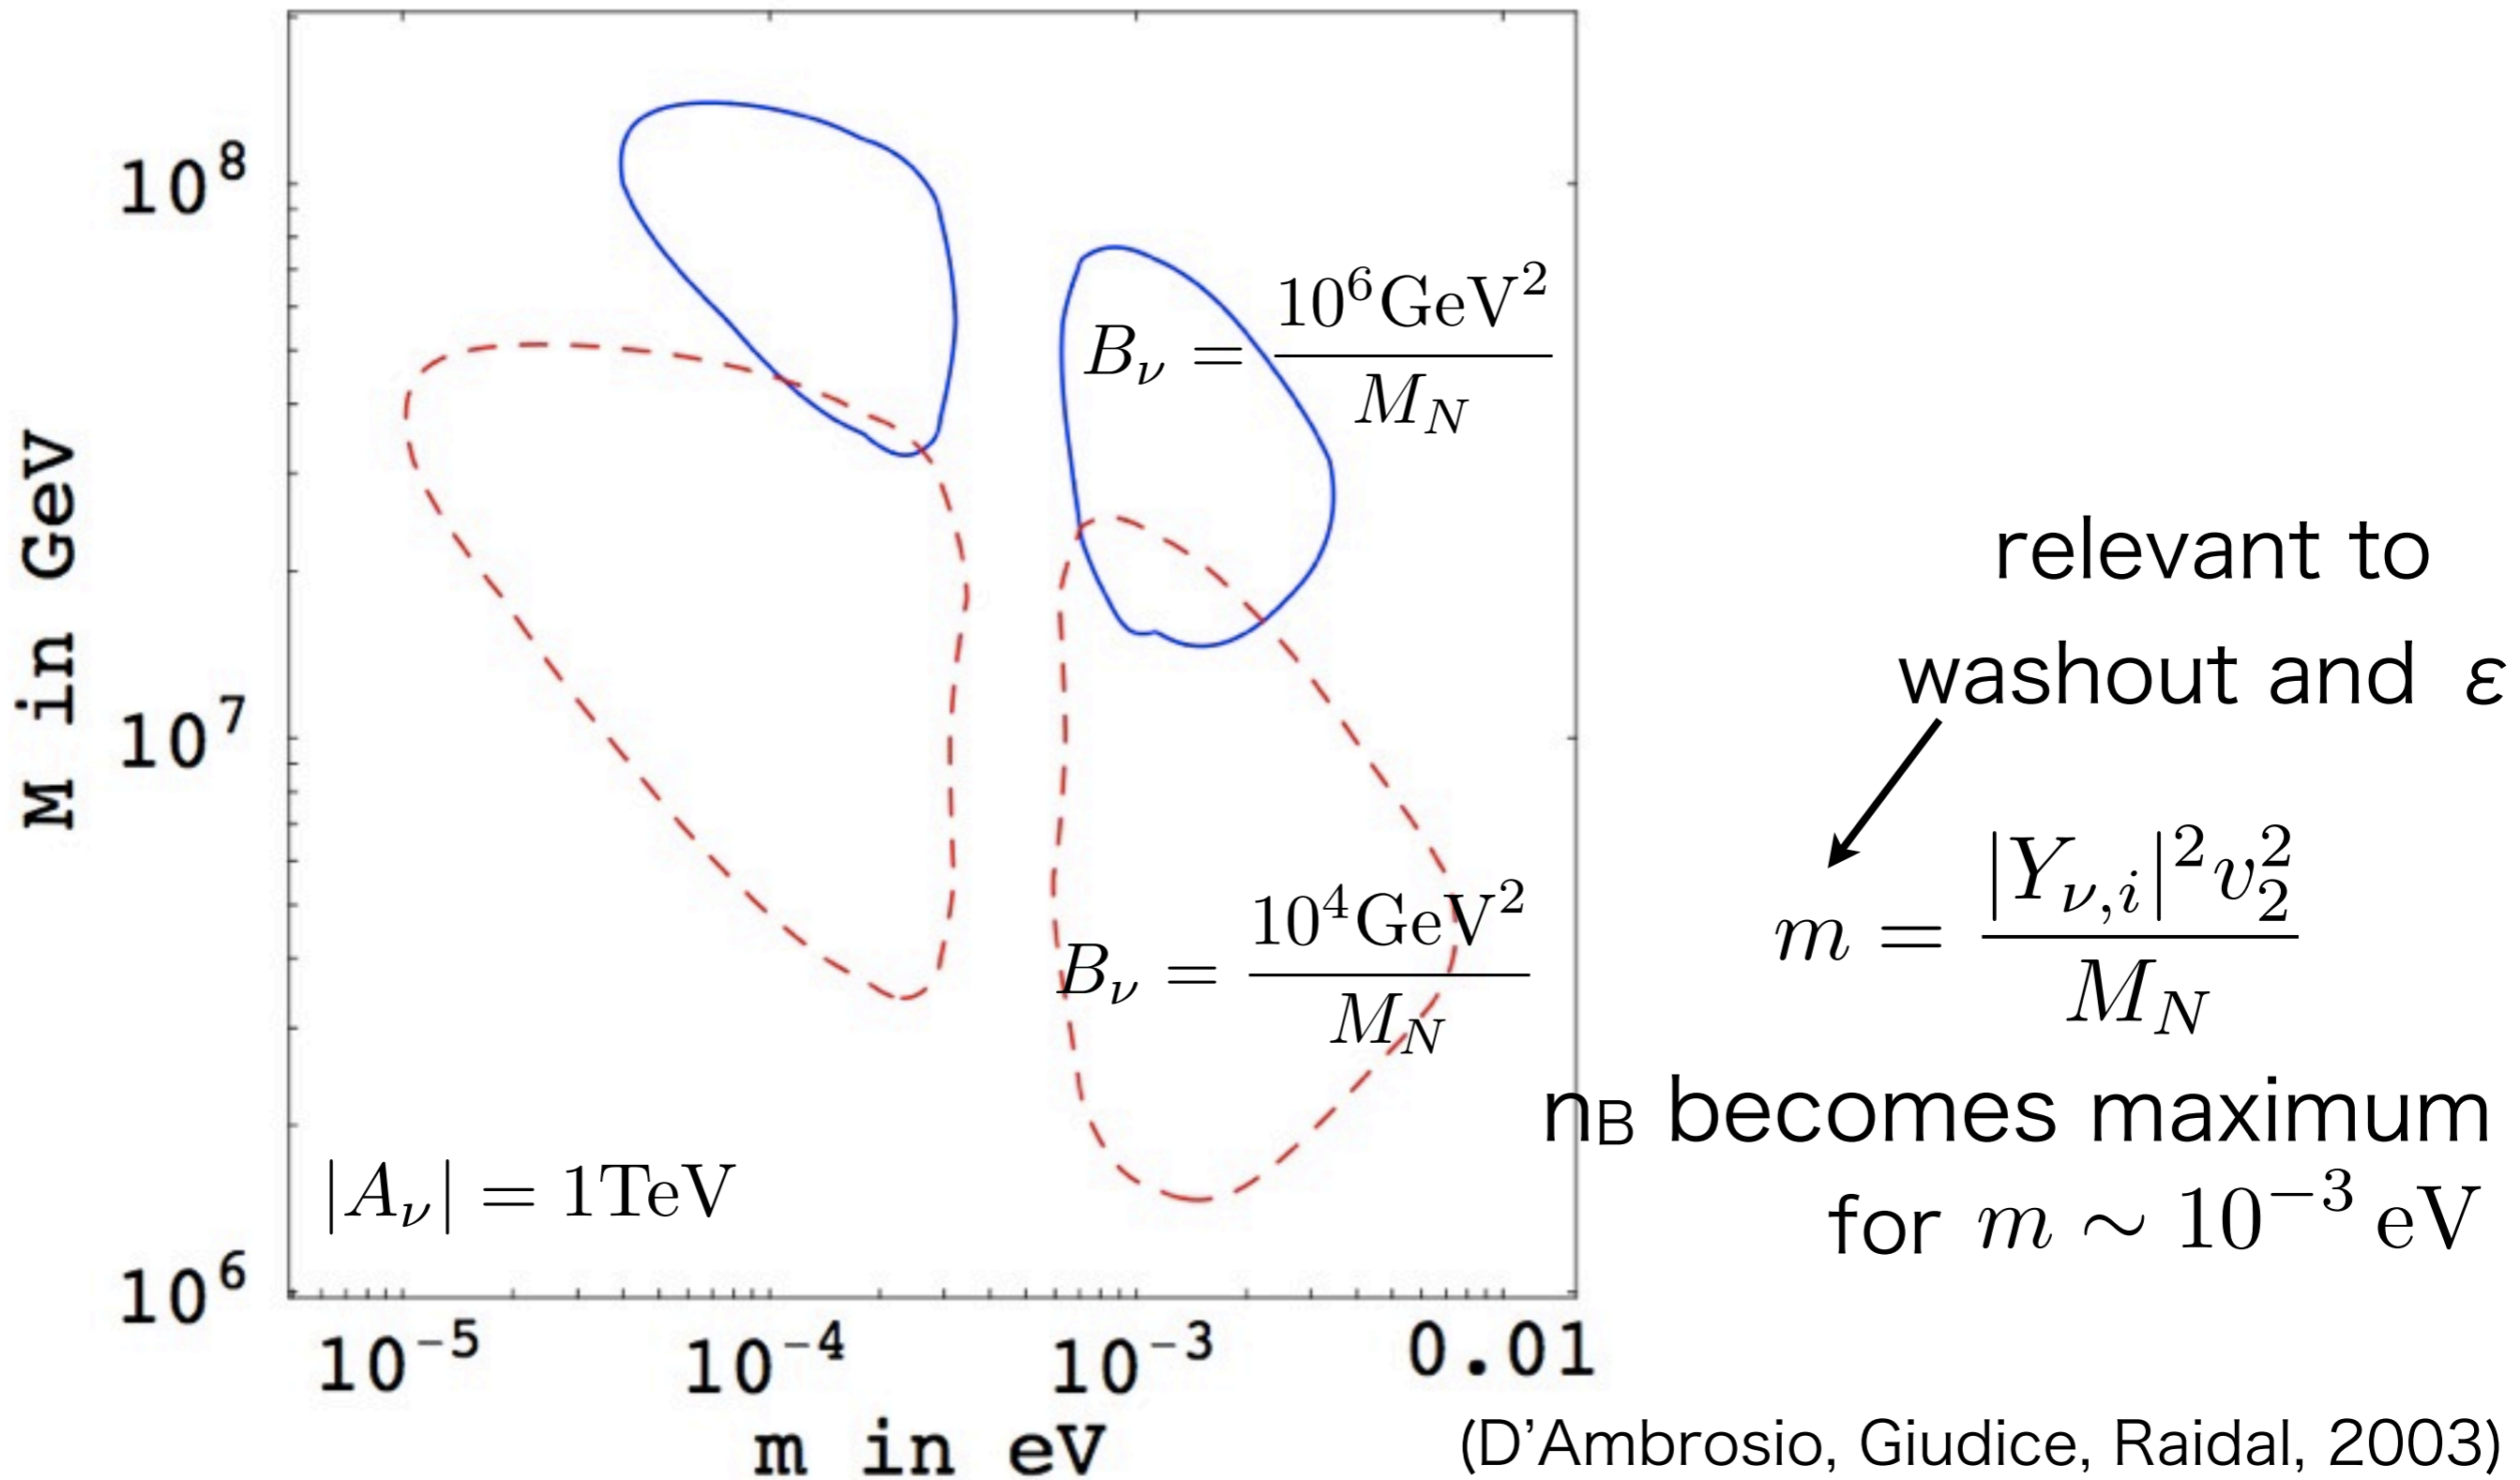 M in GeV
10^8
10^7
10^6
10^{-5} 10^{-4} 10^{-3} 0.01
m in eV
B_ν = 10^6 GeV^2 / M_N
B_ν = 10^4 GeV^2 / M_N
|A_ν| = 1TeV
relevant to
washout and ε
m = |Y_{ν,i}|^2 v_2^2 / M_N
n_B becomes maximum
for m ∼ 10^{-3} eV
(D'Ambrosio, Giudice, Raidal, 2003)